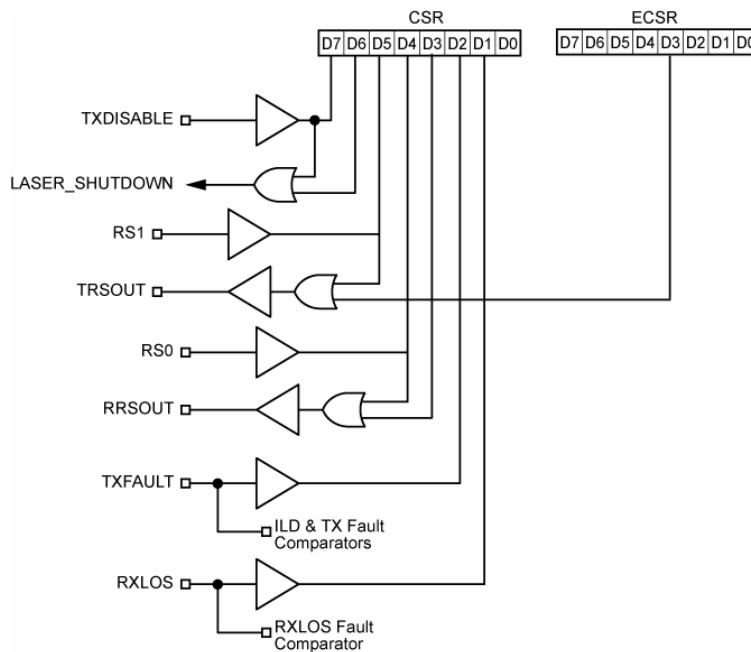 CSR
ECSR
D7 D6 D5 D4 D3 D2 D1 D0
D7 D6 D5 D4 D3 D2 D1 D0
TXDISABLE
LASER_SHUTDOWN
RS1
TRSOUT
RS0
RRSOUT
TXFAULT
ILD & TX Fault
Comparators
RXLOS
RXLOS Fault
Comparator